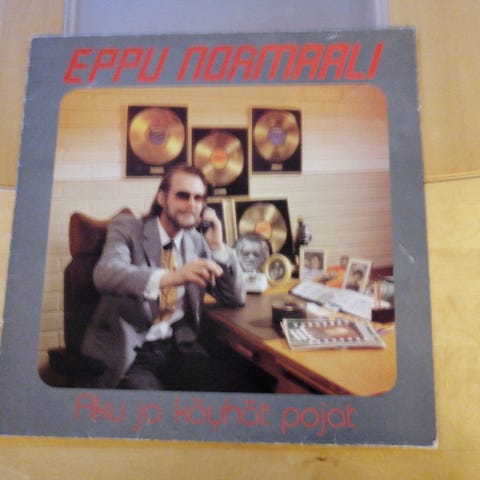 EPPU NORMAALI
Aku ja köyhät pojat